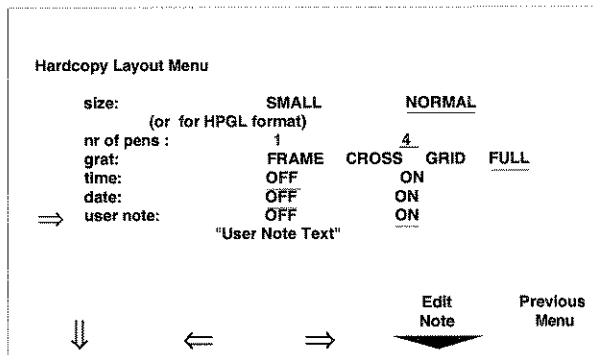 Hardcopy Layout Menu
size: SMALL NORMAL
(or for HPGL format)
nr of pens : 1 4
grat: FRAME CROSS GRID FULL
time: OFF ON
date: OFF ON
⇒ user note: OFF ON
"User Note Text"
Edit Previous
⇓ ⇐ ⇒ Note Menu